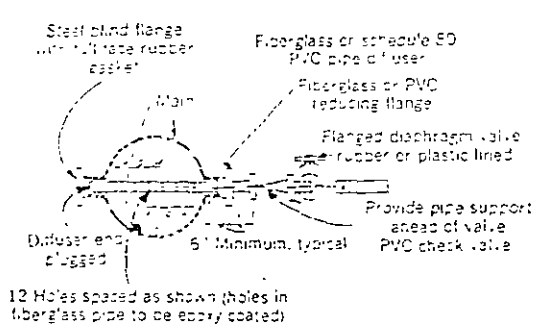 Steel blind flange
with full face rubber
gasket
Fiberglass or schedule 80
PVC pipe diffuser
Main
Fiberglass or PVC
reducing flange
Flanged diaphragm valve
rubber or plastic lined
Diffuser end
plugged
6" Minimum, typical
Provide pipe support
ahead of valve
PVC check valve
12 Holes spaced as shown (holes in
fiberglass pipe to be epoxy coated)